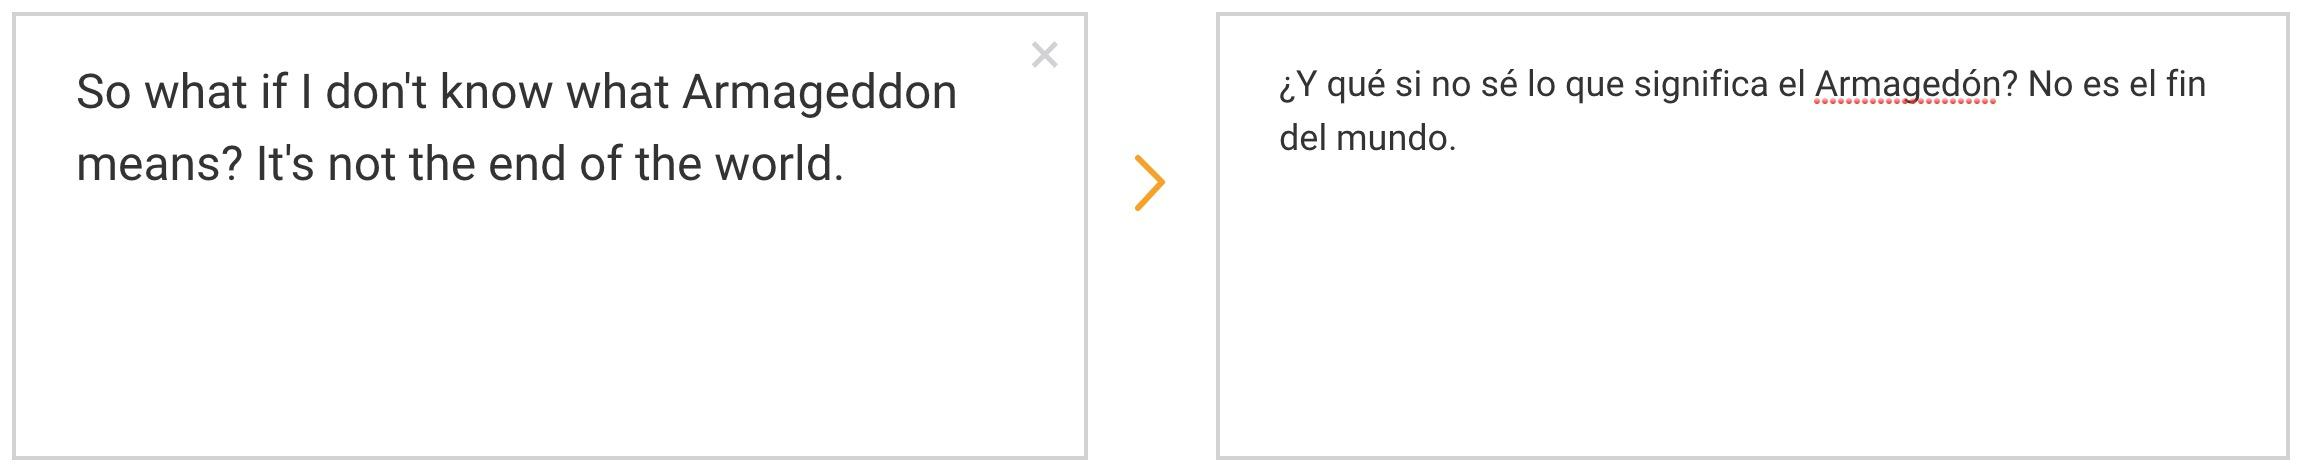 So what if I don't know what Armageddon
means? It's not the end of the world.
¿Y qué si no sé lo que significa el Armagedón? No es el fin
del mundo.